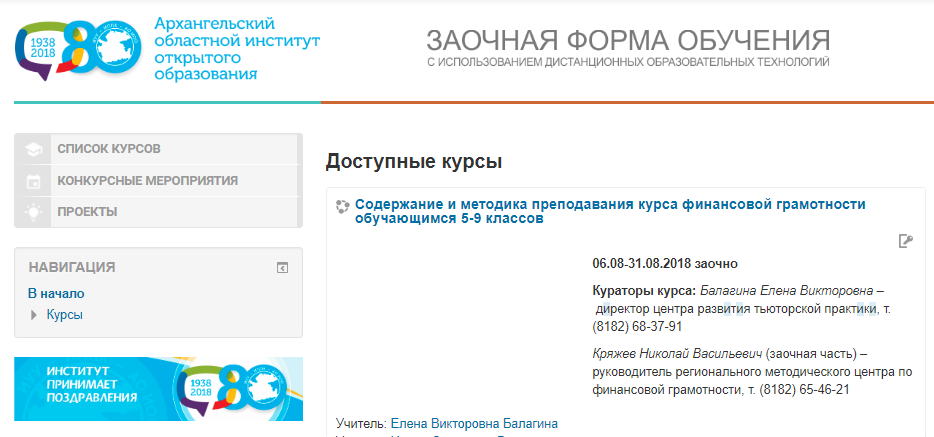 1938
2018
80
Архангельский
областной институт
открытого
образования
ЗАОЧНАЯ ФОРМА ОБУЧЕНИЯ
С ИСПОЛЬЗОВАНИЕМ ДИСТАНЦИОННЫХ ОБРАЗОВАТЕЛЬНЫХ ТЕХНОЛОГИЙ
СПИСОК КУРСОВ
КОНКУРСНЫЕ МЕРОПРИЯТИЯ
ПРОЕКТЫ
НАВИГАЦИЯ
В начало
Курсы
ИНСТИТУТ
ПРИНИМАЕТ
ПОЗДРАВЛЕНИЯ
1938
2018
80
Доступные курсы
Содержание и методика преподавания курса финансовой грамотности
обучающимся 5-9 классов
06.08-31.08.2018 заочно
Кураторы курса: Балагина Елена Викторовна –
директор центра развития тьюторской практики, т.
(8182) 68-37-91
Кряжев Николай Васильевич (заочная часть) –
руководитель регионального методического центра по
финансовой грамотности, т. (8182) 65-46-21
Учитель: Елена Викторовна Балагина